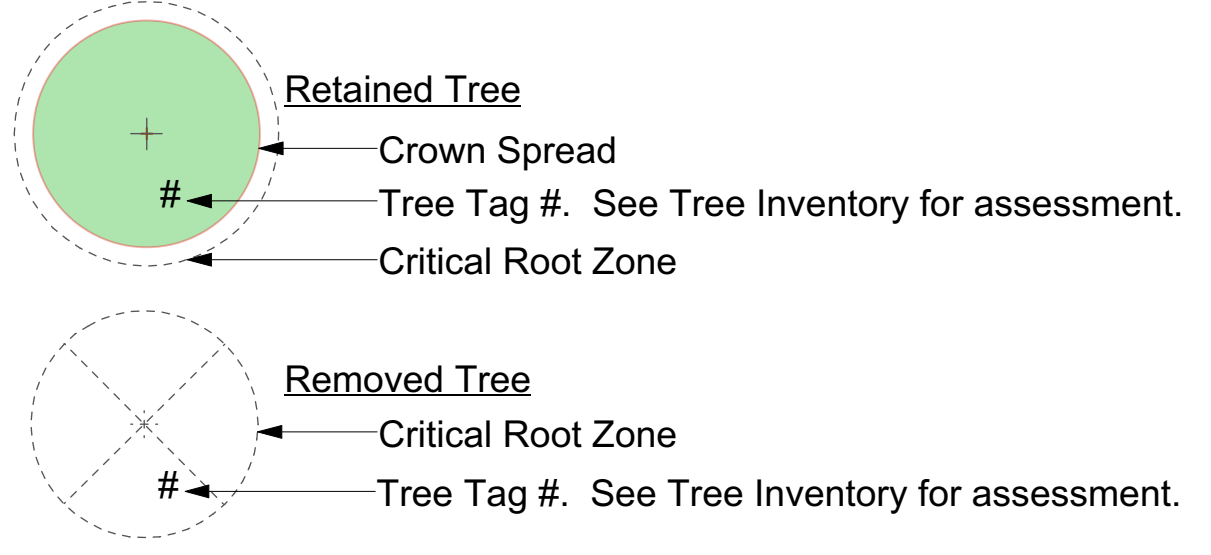 Retained Tree
Crown Spread
# Tree Tag #.  See Tree Inventory for assessment.
Critical Root Zone
Removed Tree
Critical Root Zone
# Tree Tag #.  See Tree Inventory for assessment.